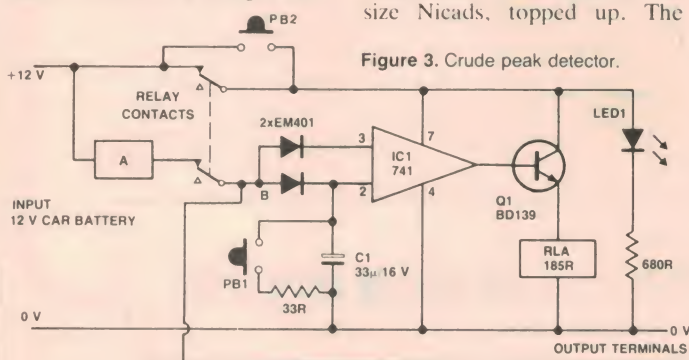 size Nicads, topped up. The
Figure 3. Crude peak detector.
PB2
+12 V
RELAY
CONTACTS
2xEM401
LED1
A
3
IC1
741
7
B
2
4
Q1
BD139
INPUT
12 V CAR BATTERY
C1
33µ 16 V
RLA
185R
680R
PB1
33R
0 V
0 V
OUTPUT TERMINALS